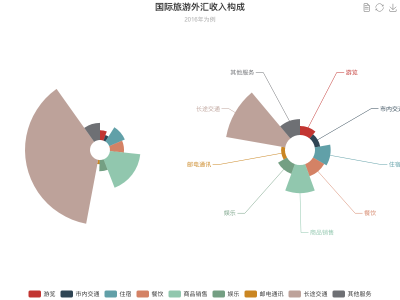 国际旅游外汇收入构成
2018年为例
其他服务
游览
长途交通
市内交
邮电通讯
住宿
娱乐
餐饮
商品销售
游览 市内交通 住宿 餐饮 商品销售 娱乐 邮电通讯 长途交通 其他服务